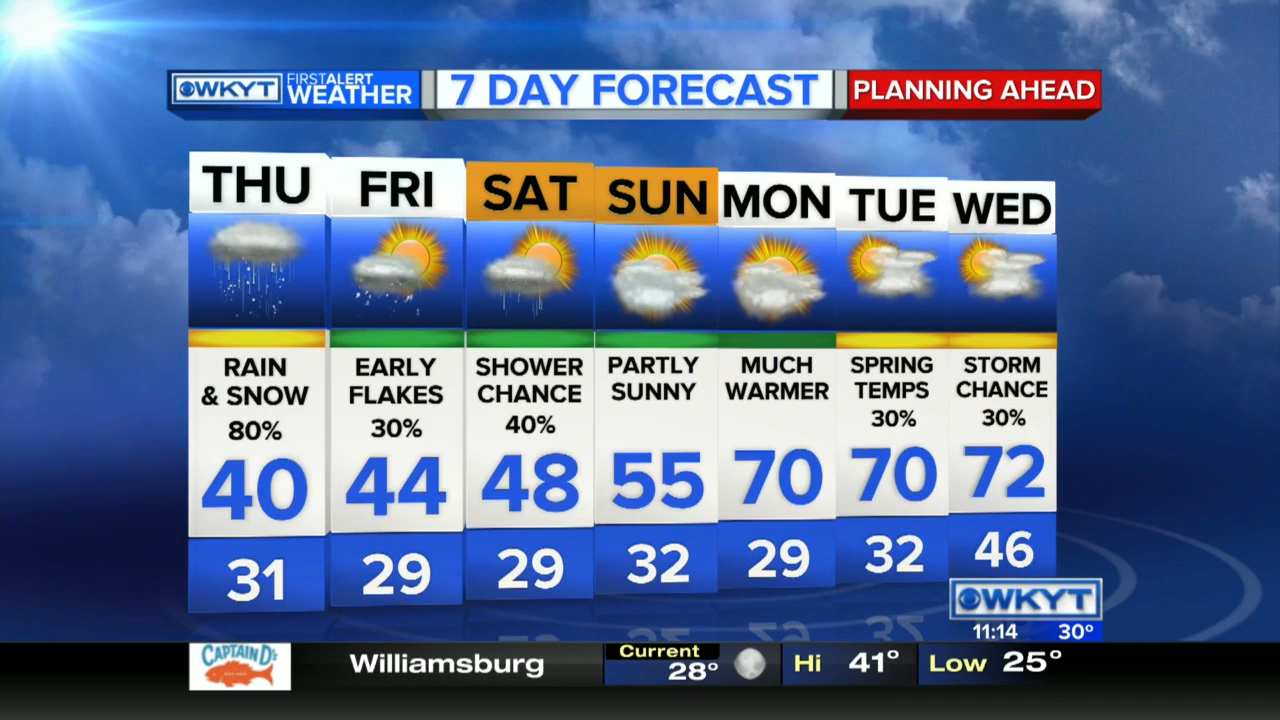 WKYT FIRSTALERT WEATHER
7 DAY FORECAST
PLANNING AHEAD
THU FRI SAT SUN MON TUE WED
RAIN & SNOW 80%
40
31
EARLY FLAKES 30%
44
29
SHOWER CHANCE 40%
48
29
PARTLY SUNNY
55
32
MUCH WARMER
70
29
SPRING TEMPS 30%
70
32
STORM CHANCE 30%
72
46
WKYT
11:14 30°
CAPTAIN D's
Williamsburg
Current 28°
Hi 41°
Low 25°